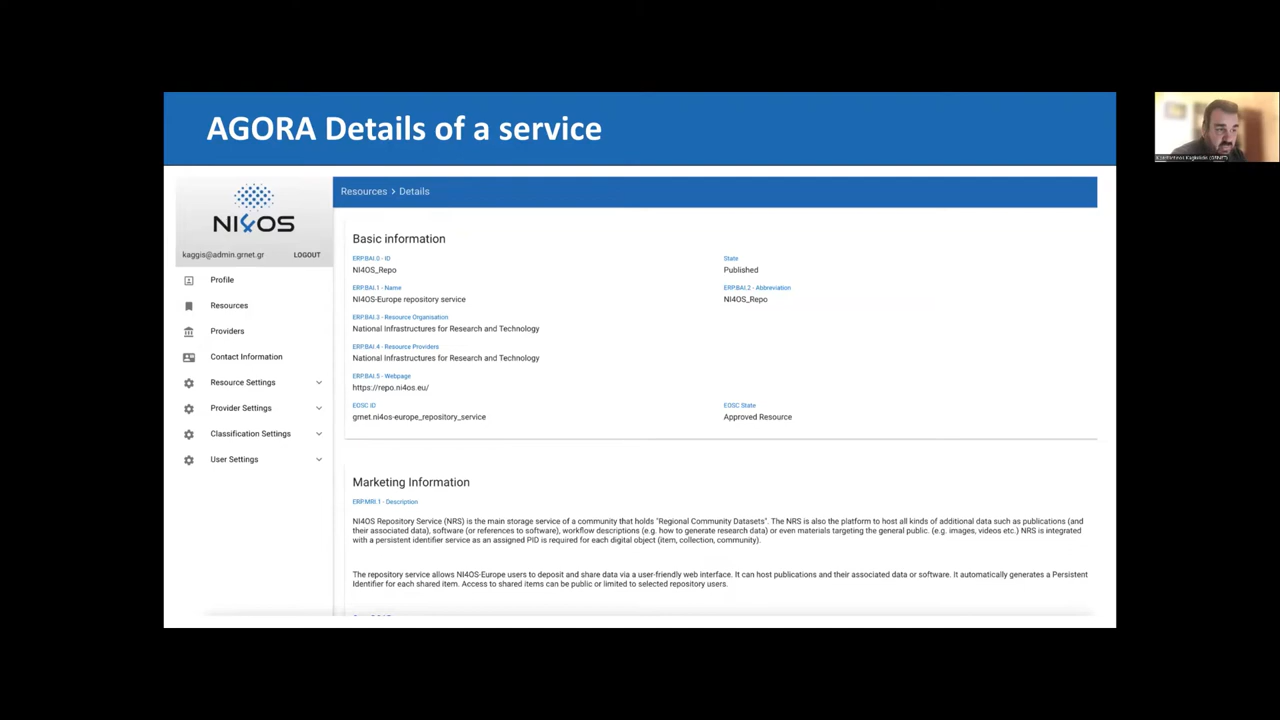 AGORA Details of a service
NI4OS
kaggis@admin.grnet.gr LOGOUT
Profile
Resources
Providers
Contact Information
Resource Settings
Provider Settings
Classification Settings
User Settings
Resources > Details
Basic information
ERP.BAI.0 - ID
NI4OS_Repo
State
Published
ERP.BAI.1 - Name
NI4OS-Europe repository service
ERP.BAI.2 - Abbreviation
NI4OS_Repo
ERP.BAI.3 - Resource Organisation
National Infrastructures for Research and Technology
ERP.BAI.4 - Resource Providers
National Infrastructures for Research and Technology
ERP.BAI.5 - Webpage
https://repo.ni4os.eu/
EOSC ID
grnet.ni4os-europe_repository_service
EOSC State
Approved Resource
Marketing Information
ERP.MRI.1 - Description
NI4OS Repository Service (NRS) is the main storage service of a community that holds "Regional Community Datasets". The NRS is also the platform to host all kinds of additional data such as publications (and
their associated data), software (or references to software), workflow descriptions (e.g. how to generate research data) or even materials targeting the general public. (e.g. images, videos etc.) NRS is integrated
with a persistent identifier service as an assigned PID is required for each digital object (item, collection, community).
The repository service allows NI4OS-Europe users to deposit and share data via a user-friendly web interface. It can host publications and their associated data or software. It automatically generates a Persistent
Identifier for each shared item. Access to shared items can be public or limited to selected repository users.